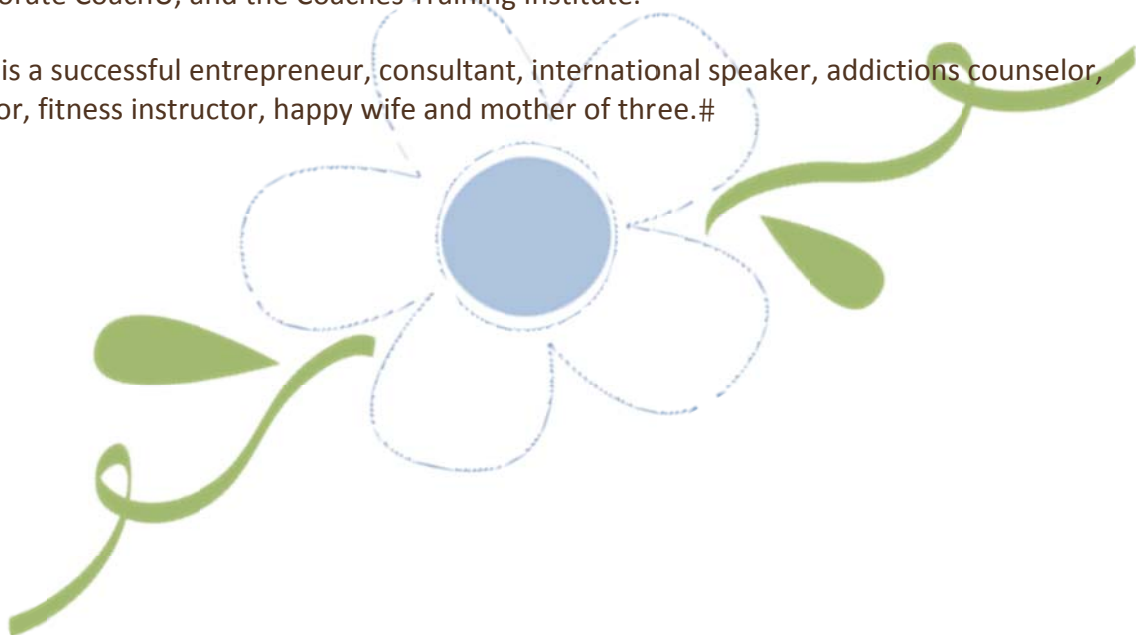 orate CoachU, and the Coaches Training Institute.
is a successful entrepreneur, consultant, international speaker, addictions counselor,
or, fitness instructor, happy wife and mother of three.#